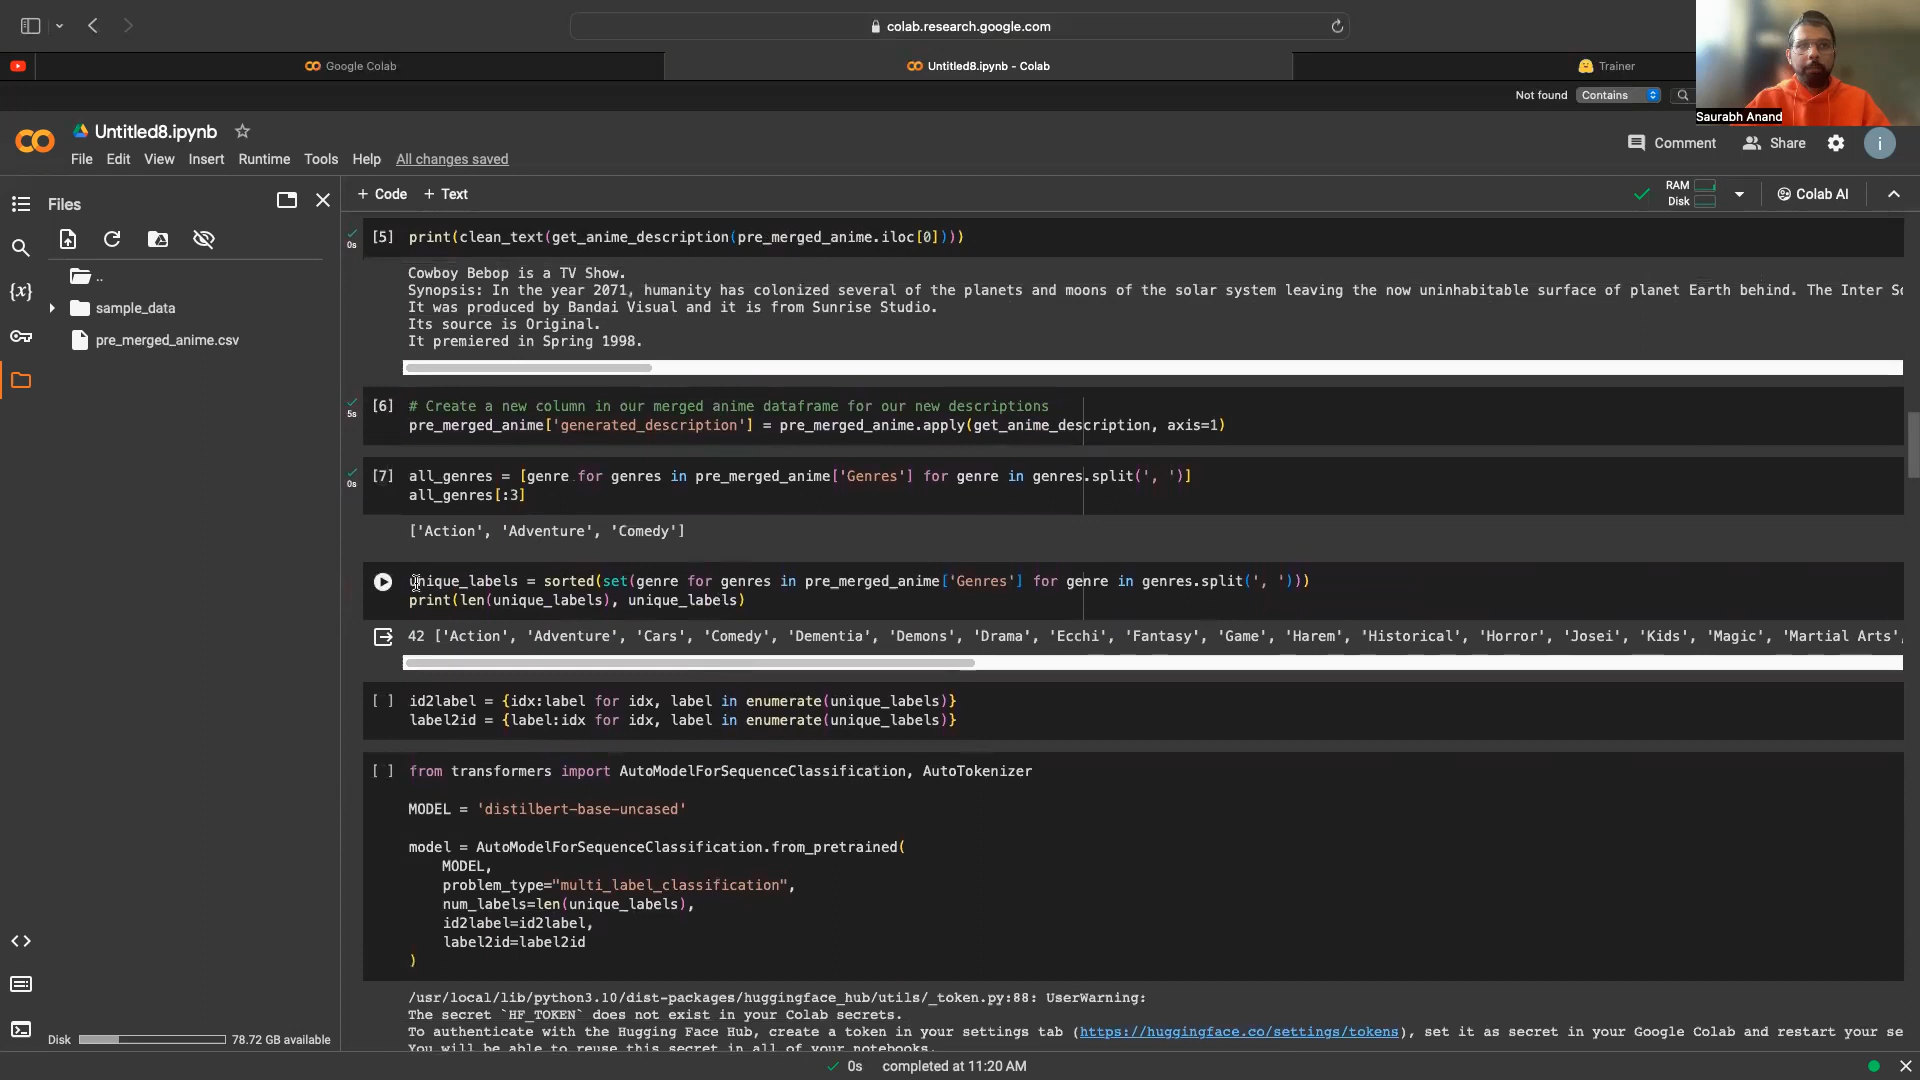 colab.research.google.com
Google Colab
Untitled8.ipynb - Colab
Trainer
Not found
Contains
Saurabh Anand
Untitled8.ipynb
File Edit View Insert Runtime Tools Help All changes saved
Comment
Share
i
Files
+ Code + Text
RAM
Disk
Colab AI
..
sample_data
pre_merged_anime.csv
{x}
0s
[5] print(clean_text(get_anime_description(pre_merged_anime.iloc[0])))
Cowboy Bebop is a TV Show.
Synopsis: In the year 2071, humanity has colonized several of the planets and moons of the solar system leaving the now uninhabitable surface of planet Earth behind. The Inter
It was produced by Bandai Visual and it is from Sunrise Studio.
Its source is Original.
It premiered in Spring 1998.
5s
[6] # Create a new column in our merged anime dataframe for our new descriptions
pre_merged_anime['generated_description'] = pre_merged_anime.apply(get_anime_description, axis=1)
0s
[7] all_genres = [genre for genres in pre_merged_anime['Genres'] for genre in genres.split(', ')]
all_genres[:3]
['Action', 'Adventure', 'Comedy']
unique_labels = sorted(set(genre for genres in pre_merged_anime['Genres'] for genre in genres.split(', ')))
print(len(unique_labels), unique_labels)
42 ['Action', 'Adventure', 'Cars', 'Comedy', 'Dementia', 'Demons', 'Drama', 'Ecchi', 'Fantasy', 'Game', 'Harem', 'Historical', 'Horror', 'Josei', 'Kids', 'Magic', 'Martial Arts',
[ ] id2label = {idx:label for idx, label in enumerate(unique_labels)}
label2id = {label:idx for idx, label in enumerate(unique_labels)}
[ ] from transformers import AutoModelForSequenceClassification, AutoTokenizer
MODEL = 'distilbert-base-uncased'
model = AutoModelForSequenceClassification.from_pretrained(
MODEL,
problem_type="multi_label_classification",
num_labels=len(unique_labels),
id2label=id2label,
label2id=label2id
)
/usr/local/lib/python3.10/dist-packages/huggingface_hub/utils/_token.py:88: UserWarning:
The secret `HF_TOKEN` does not exist in your Colab secrets.
To authenticate with the Hugging Face Hub, create a token in your settings tab (https://huggingface.co/settings/tokens), set it as secret in your Google Colab and restart your se
You will be able to reuse this secret in all of your notebooks.
Disk 78.72 GB available
0s completed at 11:20 AM